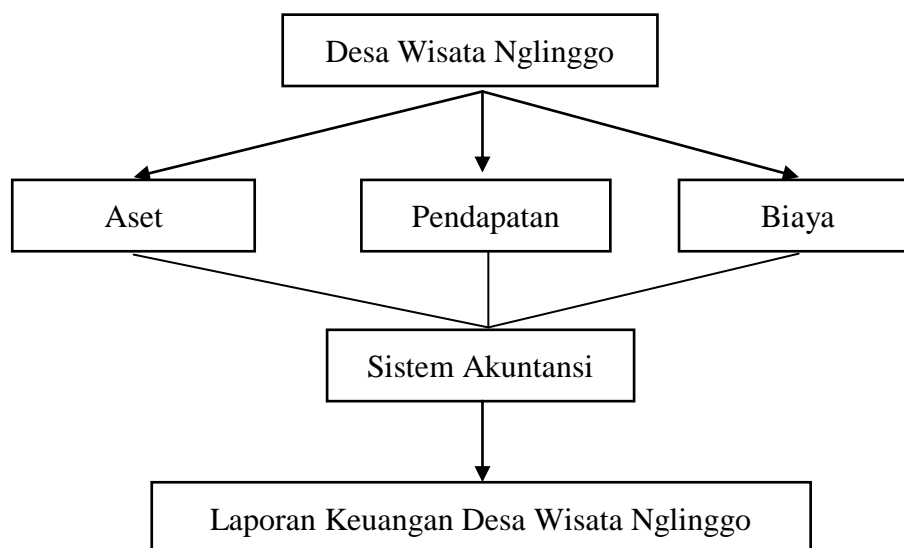 Desa Wisata Nglinggo
Aset
Pendapatan
Biaya
Sistem Akuntansi
Laporan Keuangan Desa Wisata Nglinggo